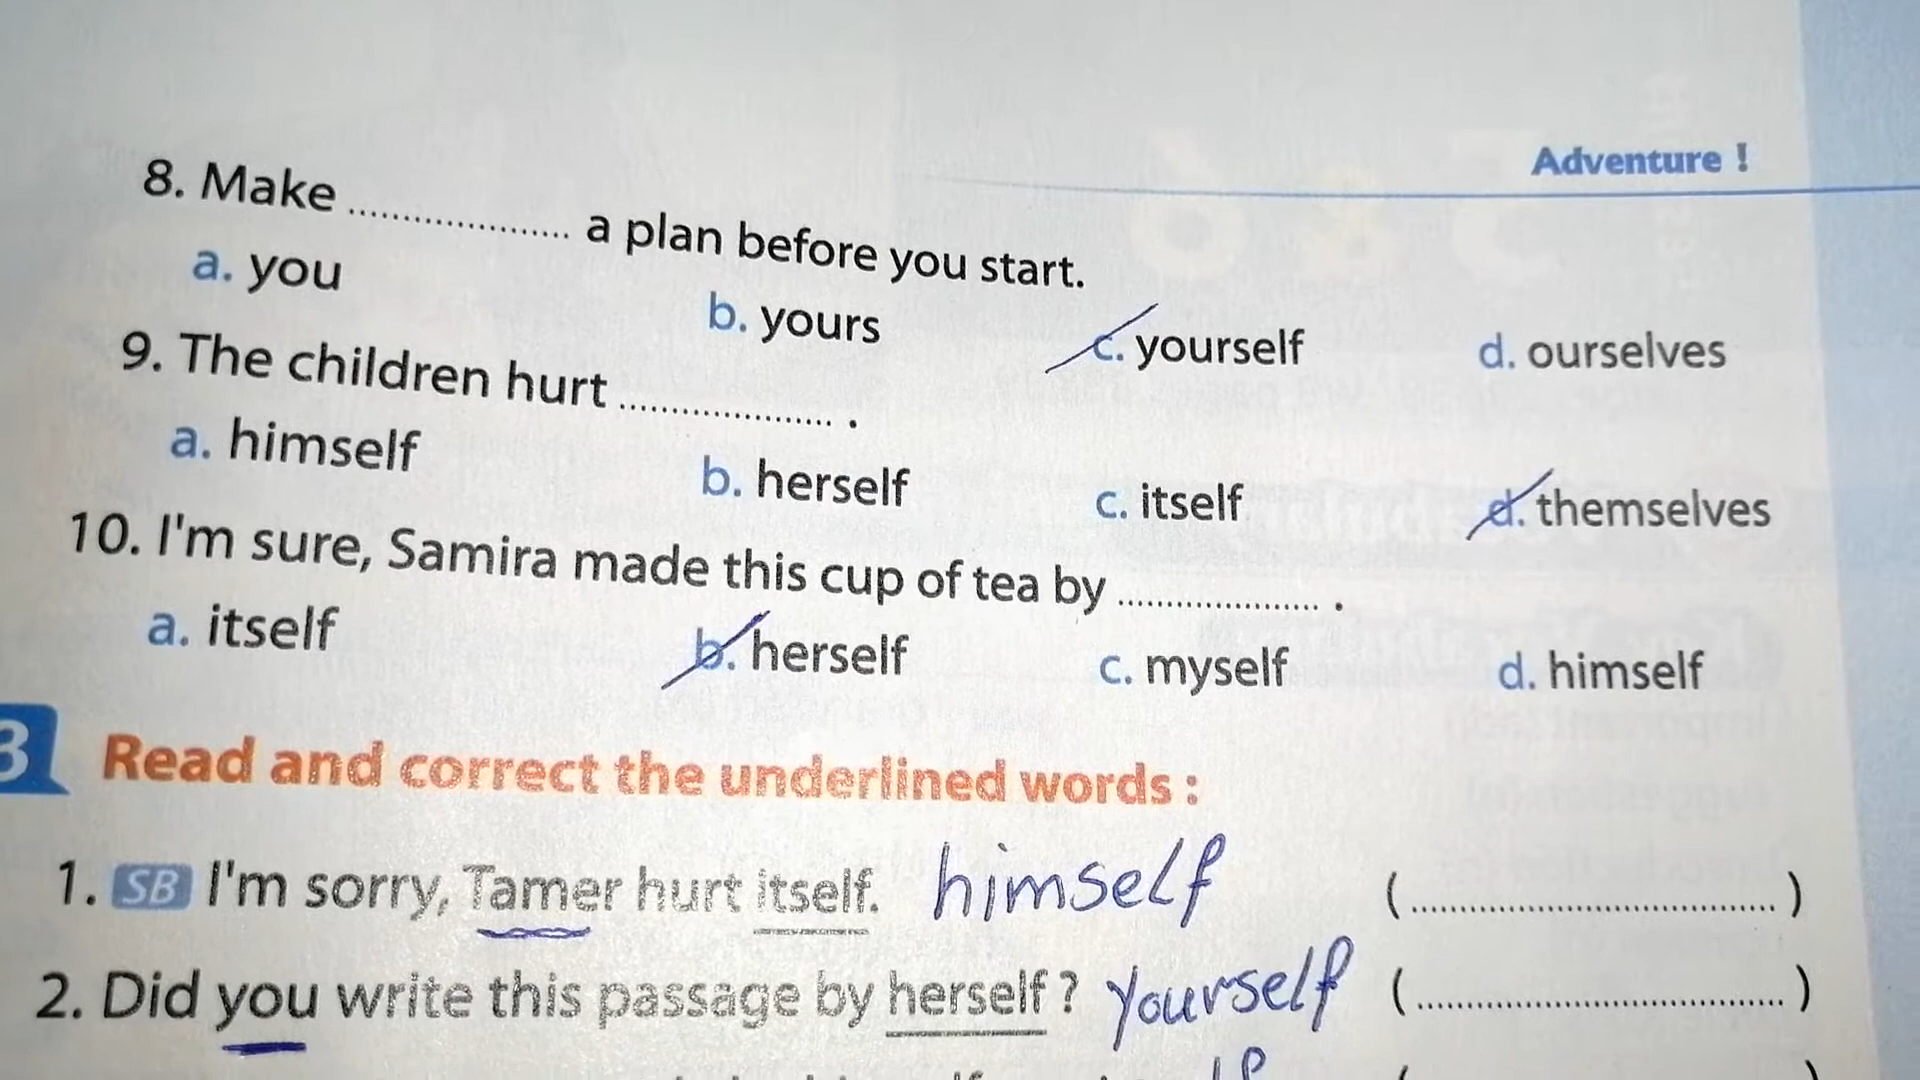 Adventure !
8. Make .................... a plan before you start.
a. you b. yours c. yourself d. ourselves
9. The children hurt .................... .
a. himself b. herself c. itself d. themselves
10. I'm sure, Samira made this cup of tea by .................... .
a. itself b. herself c. myself d. himself
3 Read and correct the underlined words :
1. SB I'm sorry, Tamer hurt itself. himself (........................................)
2. Did you write this passage by herself ? yourself (........................................)